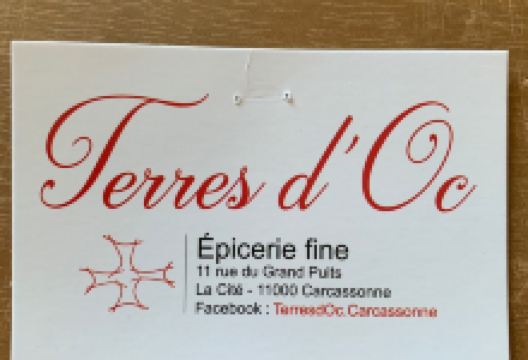 Terres d'Oc
Épicerie fine
11 rue du Grand Puits
La Cité - 11000 Carcassonne
Facebook : TerresdOc.Carcassonne